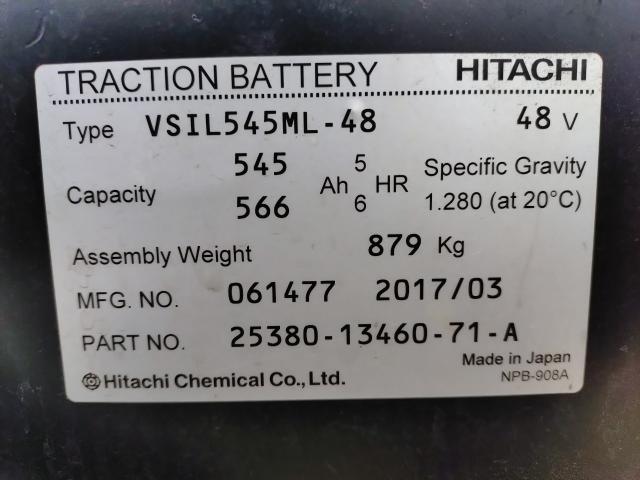 TRACTION BATTERY HITACHI
Type VSIL545ML-48 48 V
Capacity 545 Ah 5 HR Specific Gravity
566 6 1.280 (at 20°C)
Assembly Weight 879 Kg
MFG. NO. 061477 2017/03
PART NO. 25380-13460-71-A
Made in Japan
Hitachi Chemical Co., Ltd. NPB-908A